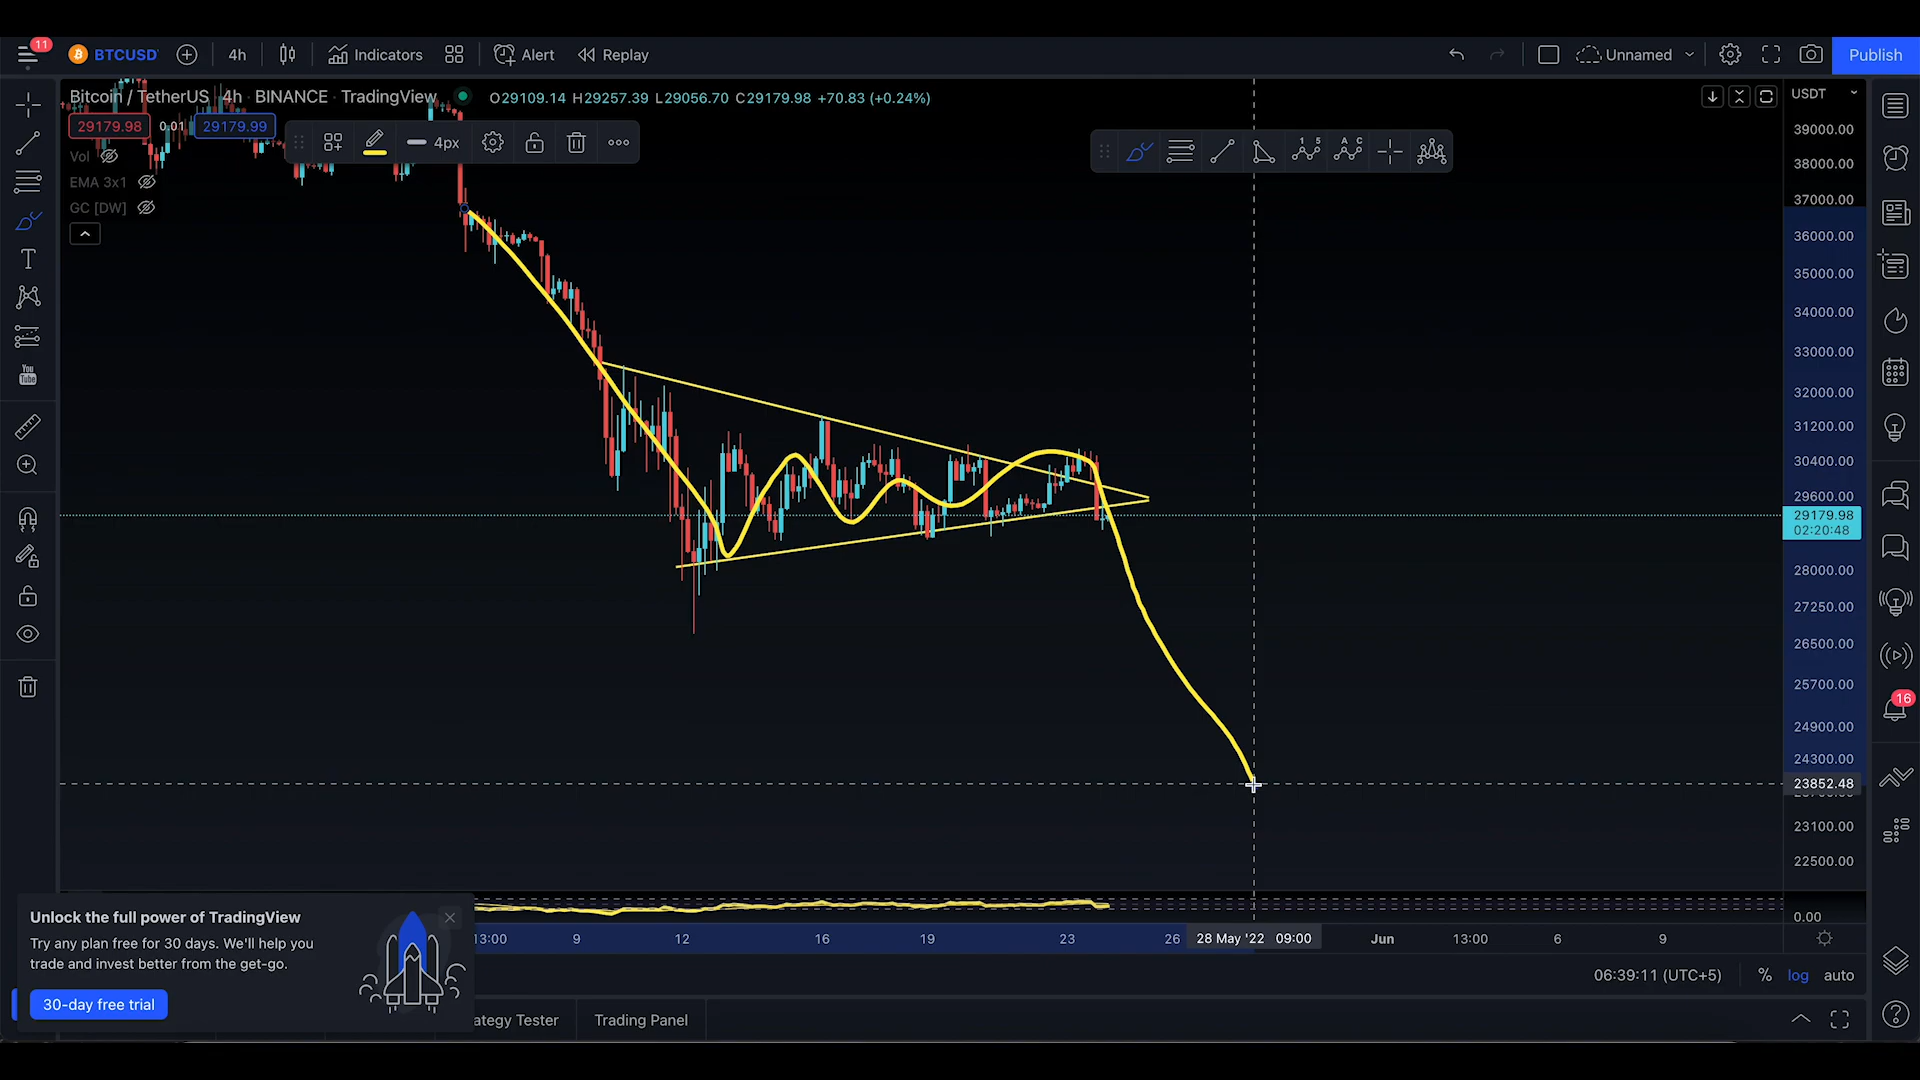 11
BTCUSD
4h
Indicators
Alert
Replay
Unnamed
Publish
Bitcoin / TetherUS 4h · BINANCE · TradingView
O29109.14 H29257.39 L29056.70 C29179.98 +70.83 (+0.24%)
USDT
29179.98 0.01 29179.99
4px
Vol
EMA 3x1
GC [DW]
1 5
A C
T
You
Tube
39000.00
38000.00
37000.00
36000.00
35000.00
34000.00
33000.00
32000.00
31200.00
30400.00
29600.00
29179.98
02:20:48
28000.00
27250.00
26500.00
25700.00
24900.00
24300.00
23852.48
23100.00
22500.00
0.00
16
Unlock the full power of TradingView
Try any plan free for 30 days. We'll help you
trade and invest better from the get-go.
30-day free trial
13:00 9 12 16 19 23 26 28 May '22 09:00 Jun 13:00 6 9
06:39:11 (UTC+5) % log auto
ategy Tester
Trading Panel